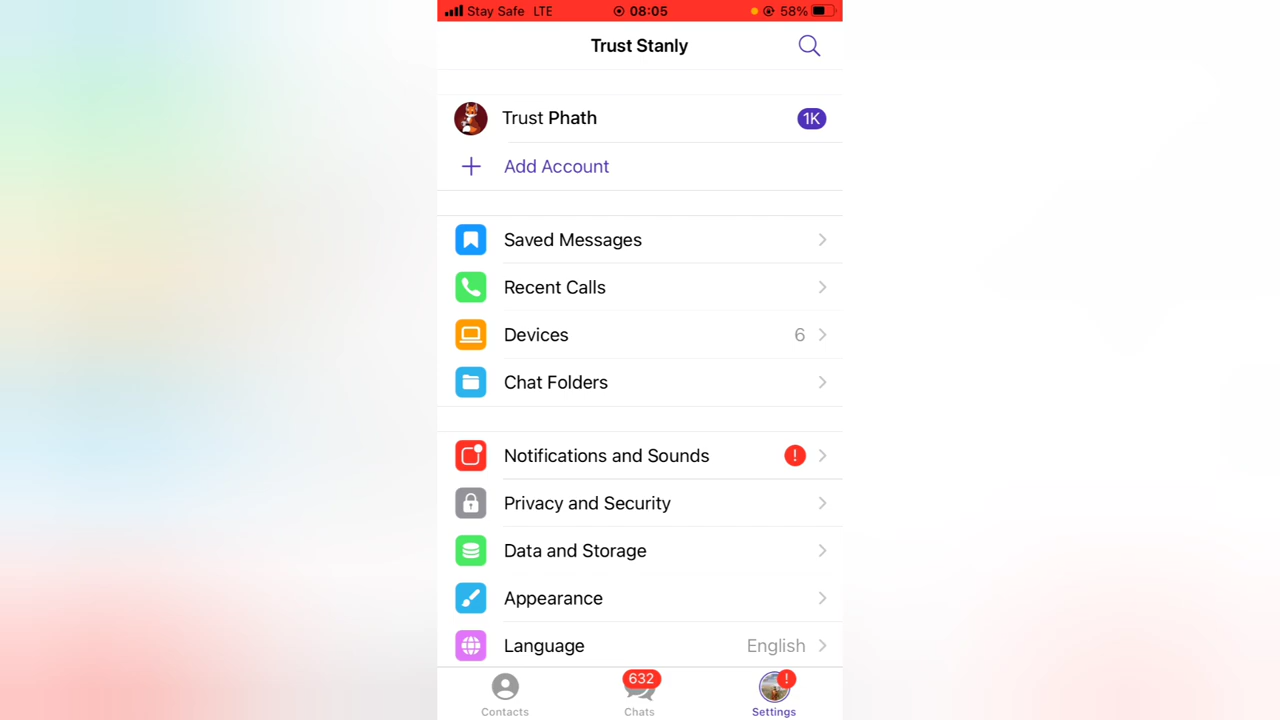 Stay Safe LTE 08:05 58%
Trust Stanly
Trust Phath 1K
Add Account
Saved Messages
Recent Calls
Devices 6
Chat Folders
Notifications and Sounds !
Privacy and Security
Data and Storage
Appearance
Language English
632 !
Contacts Chats Settings